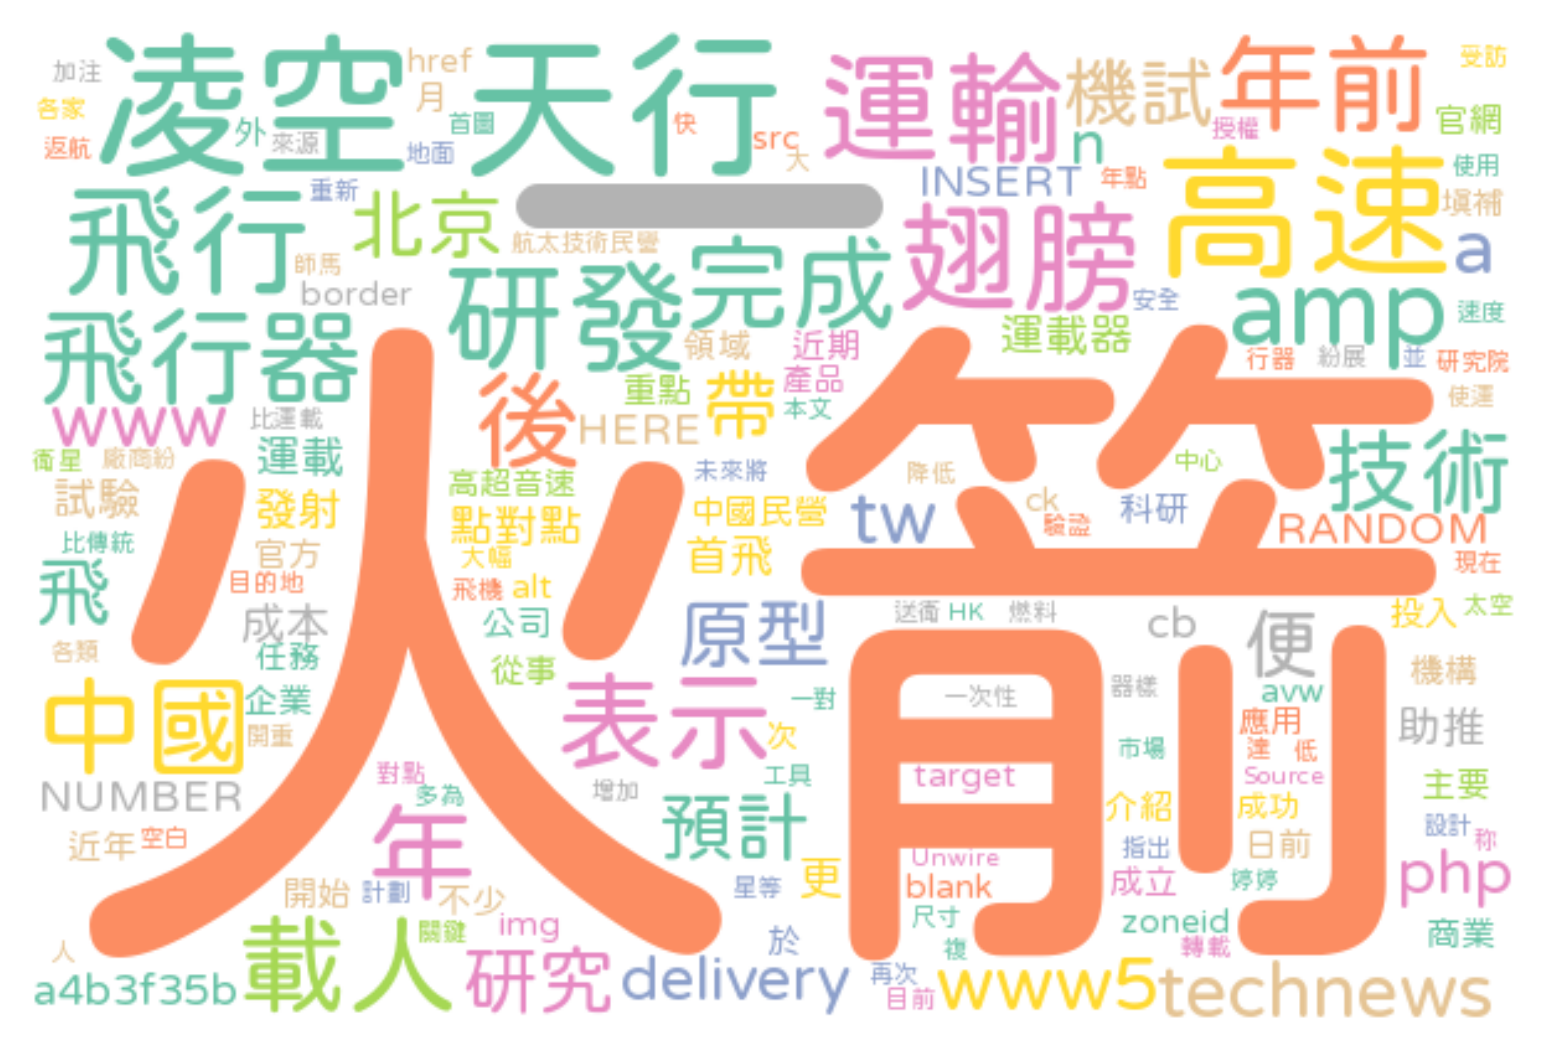 加注
凌空天行
href
月
運輸
機試
年前
受訪
各家
外
來源
首圖
快
src
n
授權
官網
返航
地面
大
飛行
重新
北京
一
INSERT
年點
高速
使用
填補
師馬
航太技術民營
完成
翅膀
a
border
研發
安全
amp
速度
飛行器
火箭
領域
近期
運載器
行器
紛展
並
研究院
www
比運載
後
HERE
重點
帶
產品
本文
使運
技術
衛星
廠商紛
運載
高超音速
未來將
降低
中心
試驗
發射
點對點
中國民營
tw
ck
驗證
科研
RANDOM
比傳統
官方
大幅
首飛
現在
飛
目的地
飛機
alt
成本
公司
原型
送衛
HK
燃料
cb
便
投入
太空
各類
任務
從事
中國
企業
開重
表示
一對
次
一次性
器樣
avw
機構
應用
助推
市場
達
低
NUMBER
對點
多為
增加
工具
target
Source
主要
近年
空白
年
預計
介紹
成功
設計
称
指出
日前
Unwire
開始
計劃
不少
星等
更
blank
成立
婷婷
php
載人
關鍵
img
尺寸
zoneid
商業
人
研究
於
複
轉載
a4b3f35b
delivery
再次
目前
www5
technews